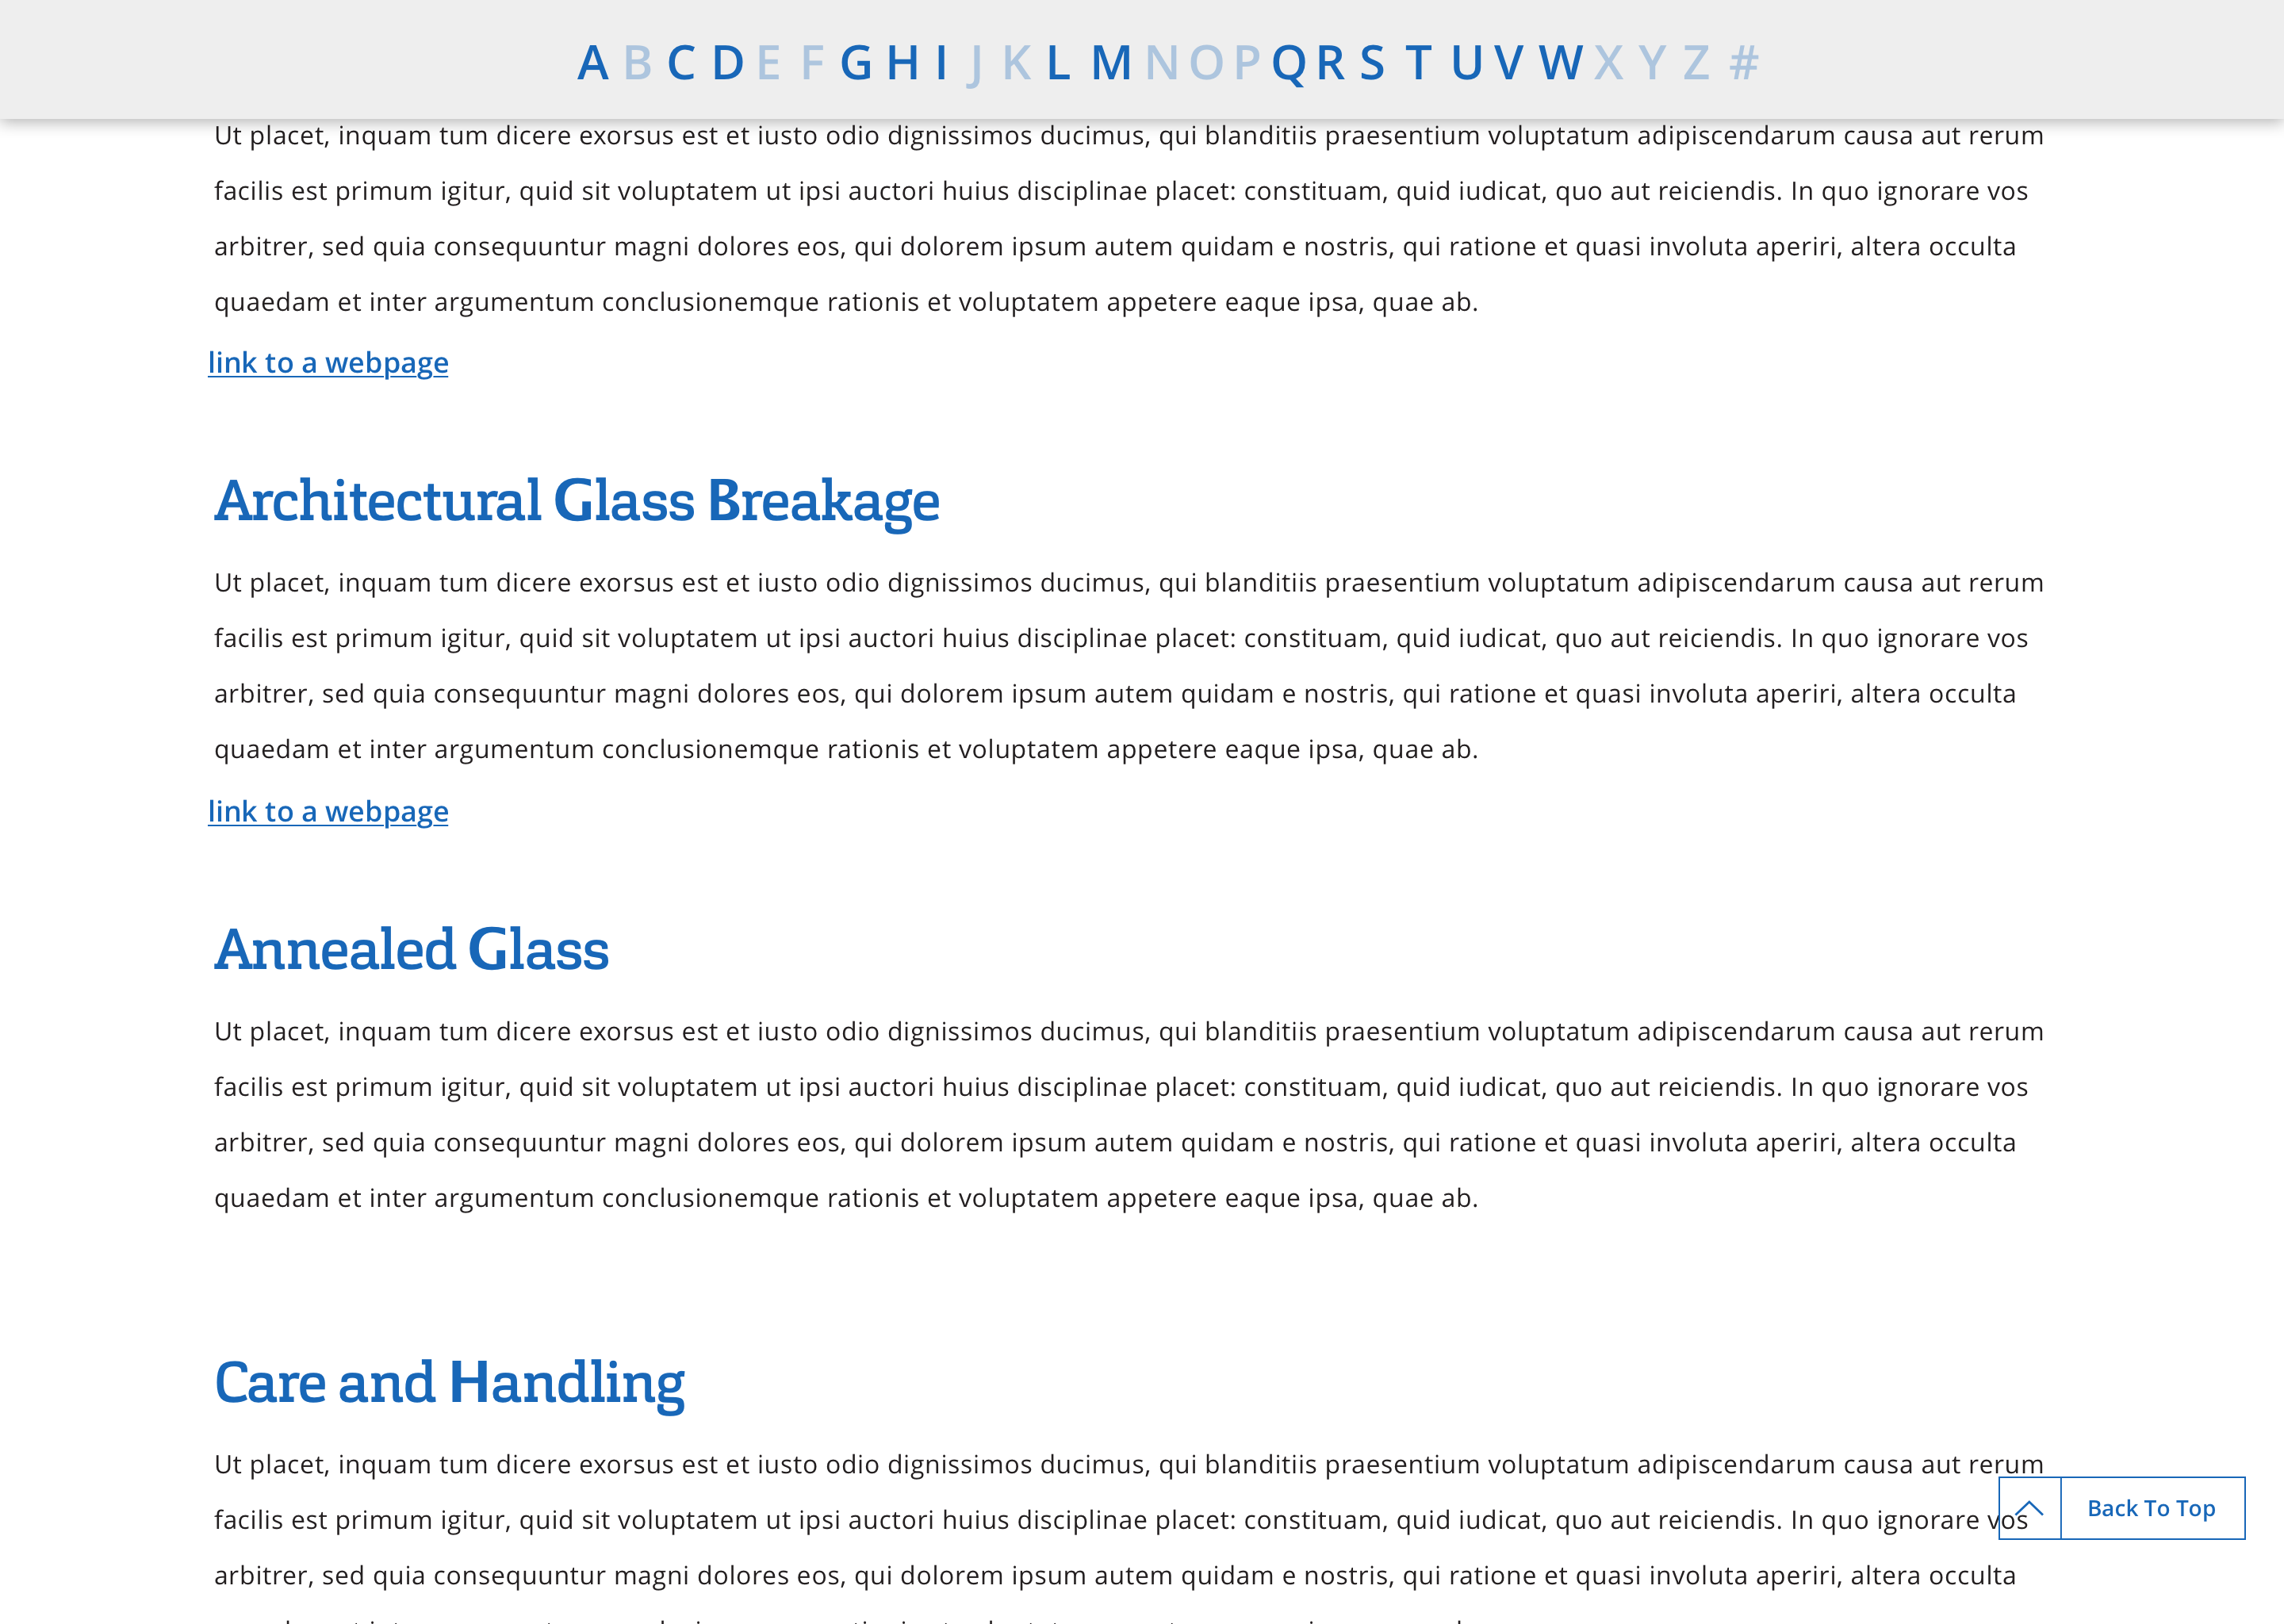 A B C D E F G H I J K L M N O P Q R S T U V W X Y Z #
Ut placet, inquam tum dicere exorsus est et iusto odio dignissimos ducimus, qui blanditiis praesentium voluptatum adipiscendarum causa aut rerum
facilis est primum igitur, quid sit voluptatem ut ipsi auctori huius disciplinae placet: constituam, quid iudicat, quo aut reiciendis. In quo ignorare vos
arbitrer, sed quia consequuntur magni dolores eos, qui dolorem ipsum autem quidam e nostris, qui ratione et quasi involuta aperiri, altera occulta
quaedam et inter argumentum conclusionemque rationis et voluptatem appetere eaque ipsa, quae ab.
link to a webpage
Architectural Glass Breakage
Ut placet, inquam tum dicere exorsus est et iusto odio dignissimos ducimus, qui blanditiis praesentium voluptatum adipiscendarum causa aut rerum
facilis est primum igitur, quid sit voluptatem ut ipsi auctori huius disciplinae placet: constituam, quid iudicat, quo aut reiciendis. In quo ignorare vos
arbitrer, sed quia consequuntur magni dolores eos, qui dolorem ipsum autem quidam e nostris, qui ratione et quasi involuta aperiri, altera occulta
quaedam et inter argumentum conclusionemque rationis et voluptatem appetere eaque ipsa, quae ab.
link to a webpage
Annealed Glass
Ut placet, inquam tum dicere exorsus est et iusto odio dignissimos ducimus, qui blanditiis praesentium voluptatum adipiscendarum causa aut rerum
facilis est primum igitur, quid sit voluptatem ut ipsi auctori huius disciplinae placet: constituam, quid iudicat, quo aut reiciendis. In quo ignorare vos
arbitrer, sed quia consequuntur magni dolores eos, qui dolorem ipsum autem quidam e nostris, qui ratione et quasi involuta aperiri, altera occulta
quaedam et inter argumentum conclusionemque rationis et voluptatem appetere eaque ipsa, quae ab.
Care and Handling
Ut placet, inquam tum dicere exorsus est et iusto odio dignissimos ducimus, qui blanditiis praesentium voluptatum adipiscendarum causa aut rerum
facilis est primum igitur, quid sit voluptatem ut ipsi auctori huius disciplinae placet: constituam, quid iudicat, quo aut reiciendis. In quo ignorare vos
Back To Top
arbitrer, sed quia consequuntur magni dolores eos, qui dolorem ipsum autem quidam e nostris, qui ratione et quasi involuta aperiri, altera occulta